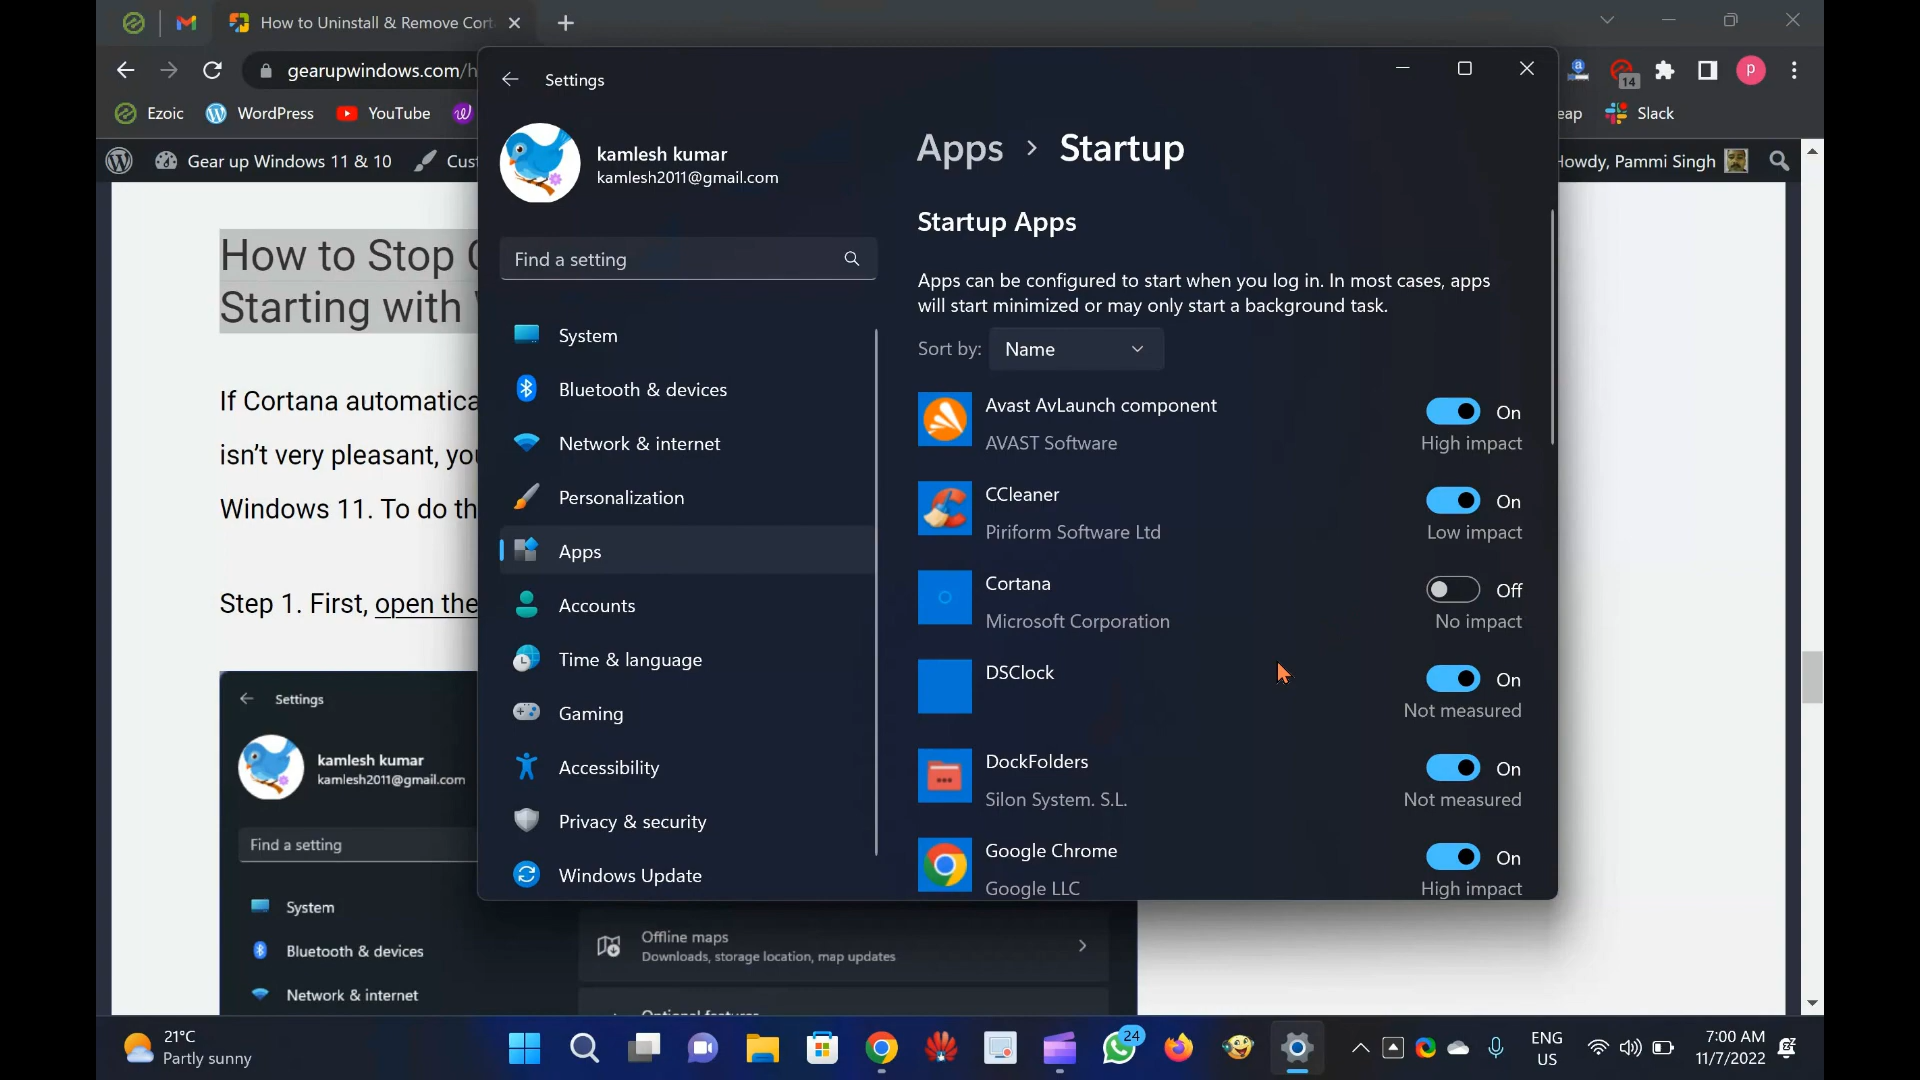 How to Uninstall & Remove Cort
gearupwindows.com/h
14
P
Ezoic
WordPress
YouTube
eap
Slack
Gear up Windows 11 & 10
Cust
Howdy, Pammi Singh
How to Stop C
Starting with W
If Cortana automatica
isn't very pleasant, you
Windows 11. To do th
Step 1. First, open the
Settings
kamlesh kumar
kamlesh2011@gmail.com
Find a setting
System
Bluetooth & devices
Network & internet
Offline maps
Downloads, storage location, map updates
Optional features
Settings
kamlesh kumar
kamlesh2011@gmail.com
Find a setting
System
Bluetooth & devices
Network & internet
Personalization
Apps
Accounts
Time & language
Gaming
Accessibility
Privacy & security
Windows Update
Apps > Startup
Startup Apps
Apps can be configured to start when you log in. In most cases, apps
will start minimized or may only start a background task.
Sort by: Name
Avast AvLaunch component
AVAST Software
On
High impact
CCleaner
Piriform Software Ltd
On
Low impact
Cortana
Microsoft Corporation
Off
No impact
DSClock
On
Not measured
DockFolders
Silon System. S.L.
On
Not measured
Google Chrome
Google LLC
On
High impact
21°C
Partly sunny
24
ENG
US
7:00 AM
11/7/2022